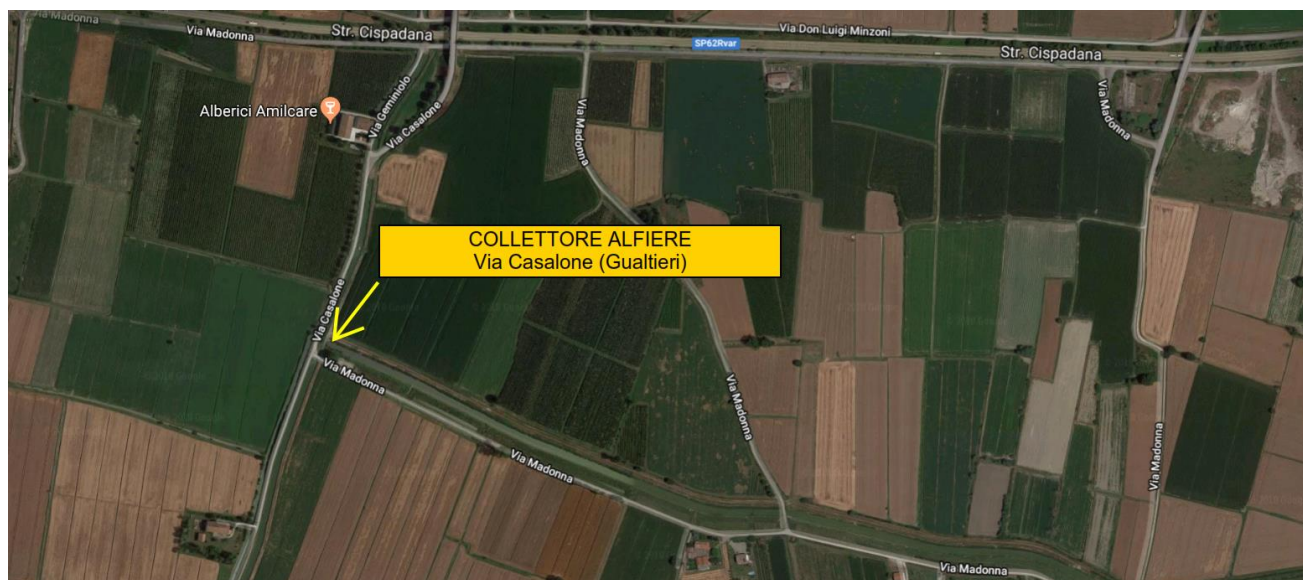 Via Madonna
Via Madonna
Str. Cispadana
SP62Rvar
Via Don Luigi Minzoni
Str. Cispadana
Alberici Amilcare
Via Geminiolo
Via Casalone
Via Madonna
Via Madonna
COLLETTORE ALFIERE
Via Casalone (Gualtieri)
Via Casalone
Via Madonna
Via Madonna
Via Madonna
Via Madonna
Via Madonna